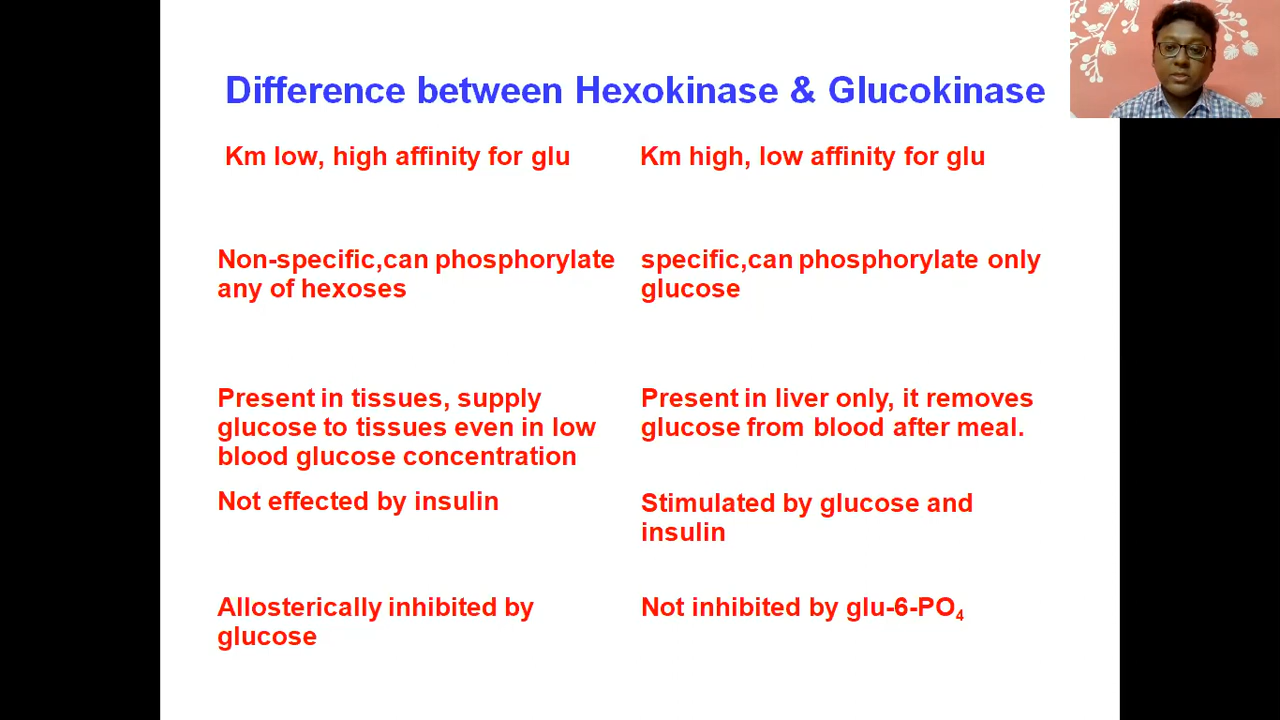 Difference between Hexokinase & Glucokinase
Km low, high affinity for glu
Km high, low affinity for glu
Non-specific,can phosphorylate
any of hexoses
specific,can phosphorylate only
glucose
Present in tissues, supply
glucose to tissues even in low
blood glucose concentration
Present in liver only, it removes
glucose from blood after meal.
Not effected by insulin
Stimulated by glucose and
insulin
Allosterically inhibited by
glucose
Not inhibited by glu-6-PO₄